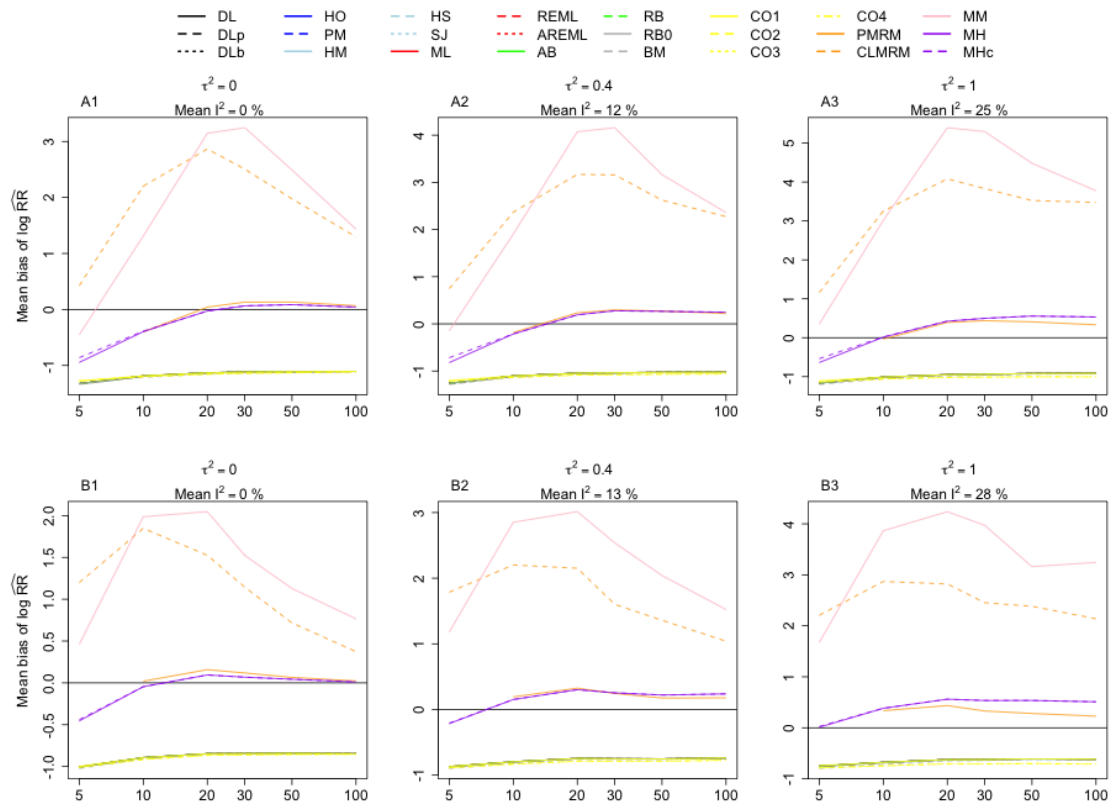 DL HO HS REML RB CO1 CO4 MM
DLp PM SJ AREML RB0 CO2 PMRM MH
DLb HM ML AB BM CO3 CLMRM MHc
A1 τ² = 0
Mean I² = 0 %
A2 τ² = 0.4
Mean I² = 12 %
A3 τ² = 1
Mean I² = 25 %
Mean bias of log R̂R
3
2
1
0
-1
5 10 20 30 50 100
4
3
2
1
0
-1
5 10 20 30 50 100
5
4
3
2
1
0
-1
5 10 20 30 50 100
B1 τ² = 0
Mean I² = 0 %
B2 τ² = 0.4
Mean I² = 13 %
B3 τ² = 1
Mean I² = 28 %
Mean bias of log R̂R
2.0
1.5
1.0
0.5
0.0
-0.5
-1.0
5 10 20 30 50 100
3
2
1
0
-1
5 10 20 30 50 100
4
3
2
1
0
-1
5 10 20 30 50 100